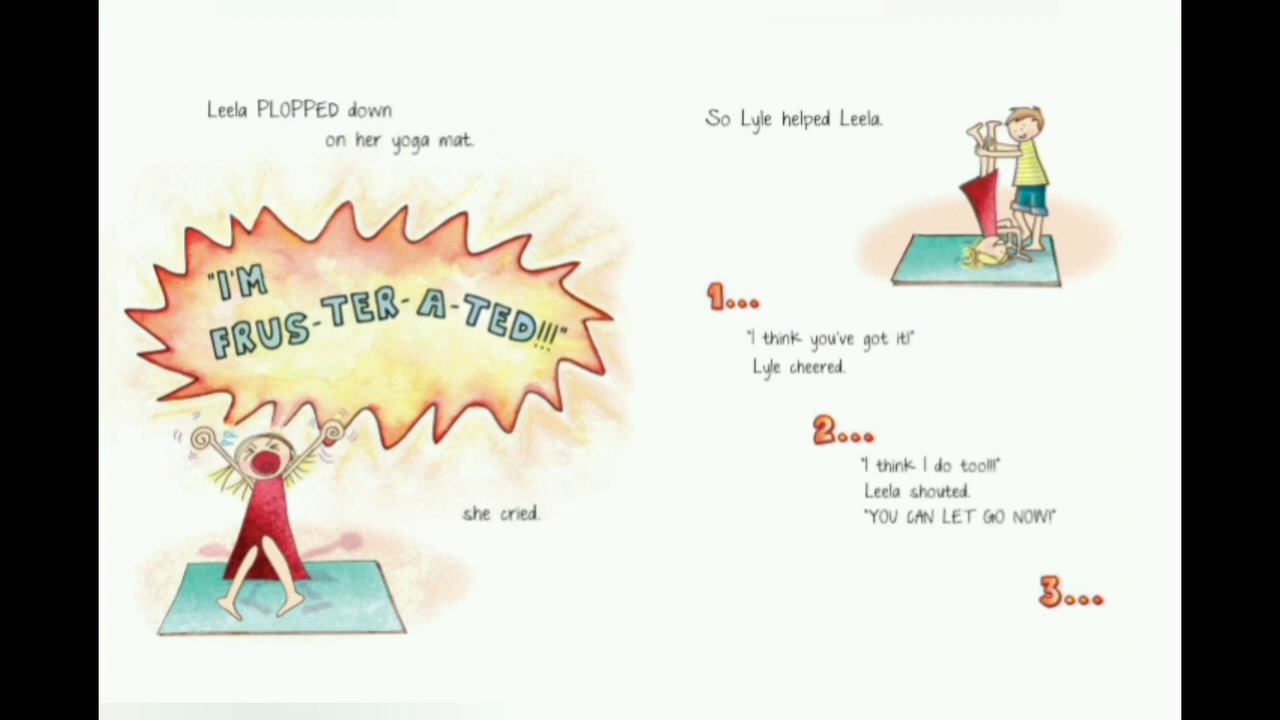 Leela PLOPPED down
on her yoga mat.
"I'M
FRUS-TER-A-TED!!!"
she cried.
So Lyle helped Leela.
1...
"I think you've got it!"
Lyle cheered.
2...
"I think I do too!!!"
Leela shouted.
"YOU CAN LET GO NOW!"
3...